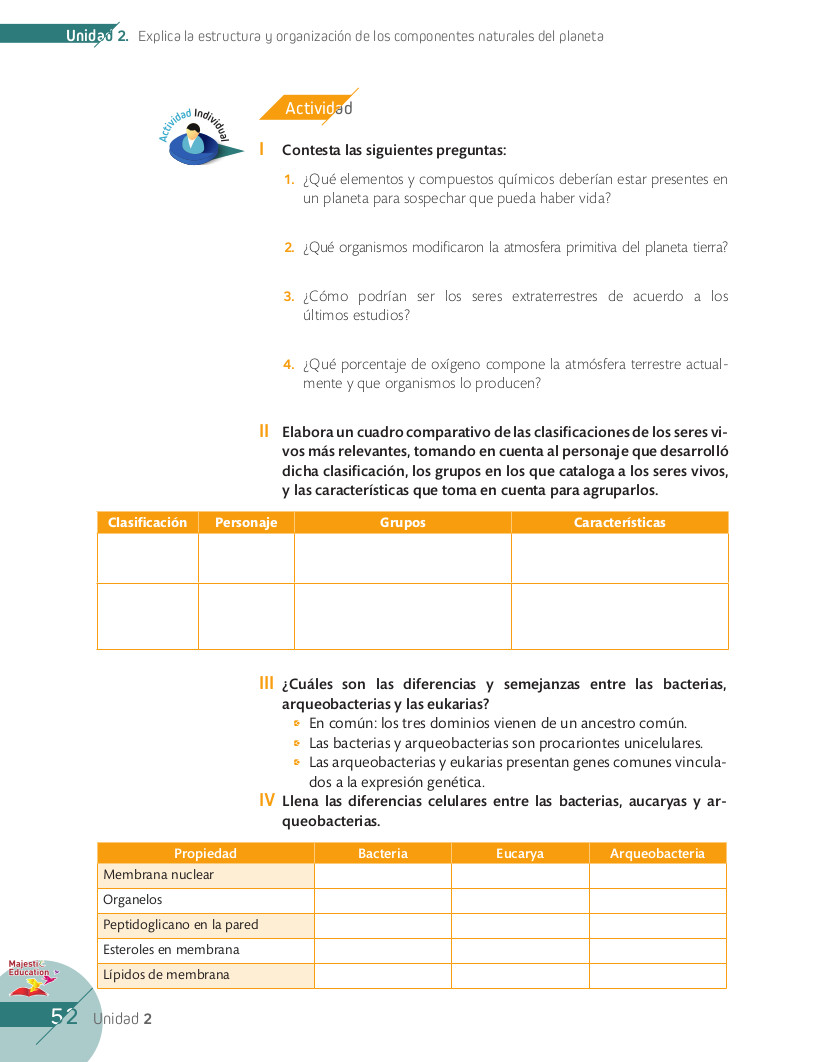 Unidad 2. Explica la estructura y organización de los componentes naturales del planeta
Actividad
Actividad Individual
I Contesta las siguientes preguntas:
1. ¿Qué elementos y compuestos químicos deberían estar presentes en
un planeta para sospechar que pueda haber vida?
2. ¿Qué organismos modificaron la atmosfera primitiva del planeta tierra?
3. ¿Cómo podrían ser los seres extraterrestres de acuerdo a los
últimos estudios?
4. ¿Qué porcentaje de oxígeno compone la atmósfera terrestre actual-
mente y que organismos lo producen?
II Elabora un cuadro comparativo de las clasificaciones de los seres vi-
vos más relevantes, tomando en cuenta al personaje que desarrolló
dicha clasificación, los grupos en los que cataloga a los seres vivos,
y las características que toma en cuenta para agruparlos.
Clasificación Personaje Grupos Características
III ¿Cuáles son las diferencias y semejanzas entre las bacterias,
arqueobacterias y las eukarias?
En común: los tres dominios vienen de un ancestro común.
Las bacterias y arqueobacterias son procariontes unicelulares.
Las arqueobacterias y eukarias presentan genes comunes vincula-
dos a la expresión genética.
IV Llena las diferencias celulares entre las bacterias, aucaryas y ar-
queobacterias.
Propiedad Bacteria Eucarya Arqueobacteria
Membrana nuclear
Organelos
Peptidoglicano en la pared
Esteroles en membrana
Lípidos de membrana
Majestic
Education
52 Unidad 2